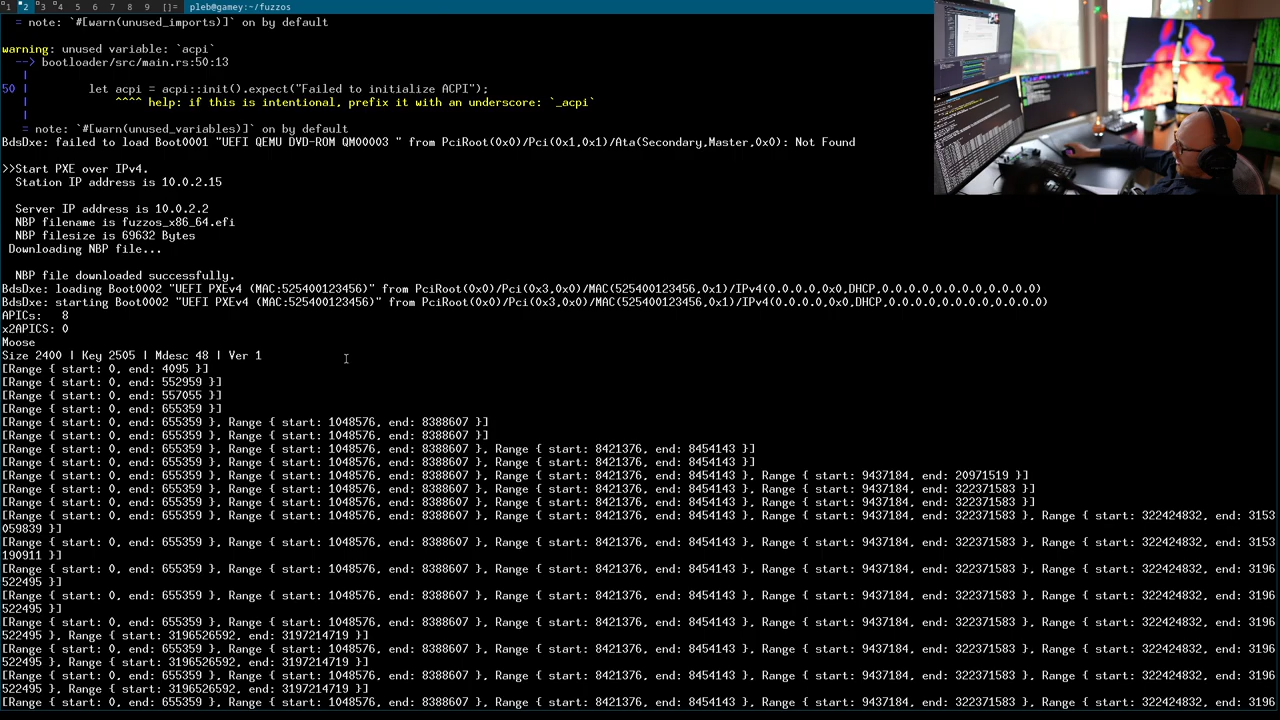 1 2 3 4 5 6 7 8 9 []= pleb@gamey:~/fuzzos
= note: `#[warn(unused_imports)]` on by default
warning: unused variable: `acpi`
--> bootloader/src/main.rs:50:13
|
50 | let acpi = acpi::init().expect("Failed to initialize ACPI");
| ^^^^ help: if this is intentional, prefix it with an underscore: `_acpi`
|
= note: `#[warn(unused_variables)]` on by default
BdsDxe: failed to load Boot0001 "UEFI QEMU DVD-ROM QM00003 " from PciRoot(0x0)/Pci(0x1,0x1)/Ata(Secondary,Master,0x0): Not Found
>>Start PXE over IPv4.
Station IP address is 10.0.2.15
Server IP address is 10.0.2.2
NBP filename is fuzzos_x86_64.efi
NBP filesize is 69632 Bytes
Downloading NBP file...
NBP file downloaded successfully.
BdsDxe: loading Boot0002 "UEFI PXEv4 (MAC:525400123456)" from PciRoot(0x0)/Pci(0x3,0x0)/MAC(525400123456,0x1)/IPv4(0.0.0.0,0x0,DHCP,0.0.0.0,0.0.0.0,0.0.0.0)
BdsDxe: starting Boot0002 "UEFI PXEv4 (MAC:525400123456)" from PciRoot(0x0)/Pci(0x3,0x0)/MAC(525400123456,0x1)/IPv4(0.0.0.0,0x0,DHCP,0.0.0.0,0.0.0.0,0.0.0.0)
APICs: 8
x2APICS: 0
Moose
Size 2400 | Key 2505 | Mdesc 48 | Ver 1
[Range { start: 0, end: 4095 }]
[Range { start: 0, end: 552959 }]
[Range { start: 0, end: 557055 }]
[Range { start: 0, end: 655359 }]
[Range { start: 0, end: 655359 }, Range { start: 1048576, end: 8388607 }]
[Range { start: 0, end: 655359 }, Range { start: 1048576, end: 8388607 }]
[Range { start: 0, end: 655359 }, Range { start: 1048576, end: 8388607 }, Range { start: 8421376, end: 8454143 }]
[Range { start: 0, end: 655359 }, Range { start: 1048576, end: 8388607 }, Range { start: 8421376, end: 8454143 }]
[Range { start: 0, end: 655359 }, Range { start: 1048576, end: 8388607 }, Range { start: 8421376, end: 8454143 }, Range { start: 9437184, end: 20971519 }]
[Range { start: 0, end: 655359 }, Range { start: 1048576, end: 8388607 }, Range { start: 8421376, end: 8454143 }, Range { start: 9437184, end: 322371583 }]
[Range { start: 0, end: 655359 }, Range { start: 1048576, end: 8388607 }, Range { start: 8421376, end: 8454143 }, Range { start: 9437184, end: 322371583 }]
[Range { start: 0, end: 655359 }, Range { start: 1048576, end: 8388607 }, Range { start: 8421376, end: 8454143 }, Range { start: 9437184, end: 322371583 }, Range { start: 322424832, end: 3153
059839 }]
[Range { start: 0, end: 655359 }, Range { start: 1048576, end: 8388607 }, Range { start: 8421376, end: 8454143 }, Range { start: 9437184, end: 322371583 }, Range { start: 322424832, end: 3153
190911 }]
[Range { start: 0, end: 655359 }, Range { start: 1048576, end: 8388607 }, Range { start: 8421376, end: 8454143 }, Range { start: 9437184, end: 322371583 }, Range { start: 322424832, end: 3196
522495 }]
[Range { start: 0, end: 655359 }, Range { start: 1048576, end: 8388607 }, Range { start: 8421376, end: 8454143 }, Range { start: 9437184, end: 322371583 }, Range { start: 322424832, end: 3196
522495 }]
[Range { start: 0, end: 655359 }, Range { start: 1048576, end: 8388607 }, Range { start: 8421376, end: 8454143 }, Range { start: 9437184, end: 322371583 }, Range { start: 322424832, end: 3196
522495 }, Range { start: 3196526592, end: 3197214719 }]
[Range { start: 0, end: 655359 }, Range { start: 1048576, end: 8388607 }, Range { start: 8421376, end: 8454143 }, Range { start: 9437184, end: 322371583 }, Range { start: 322424832, end: 3196
522495 }, Range { start: 3196526592, end: 3197214719 }]
[Range { start: 0, end: 655359 }, Range { start: 1048576, end: 8388607 }, Range { start: 8421376, end: 8454143 }, Range { start: 9437184, end: 322371583 }, Range { start: 322424832, end: 3196
522495 }, Range { start: 3196526592, end: 3197214719 }]
[Range { start: 0, end: 655359 }, Range { start: 1048576, end: 8388607 }, Range { start: 8421376, end: 8454143 }, Range { start: 9437184, end: 322371583 }, Range { start: 322424832, end: 3196